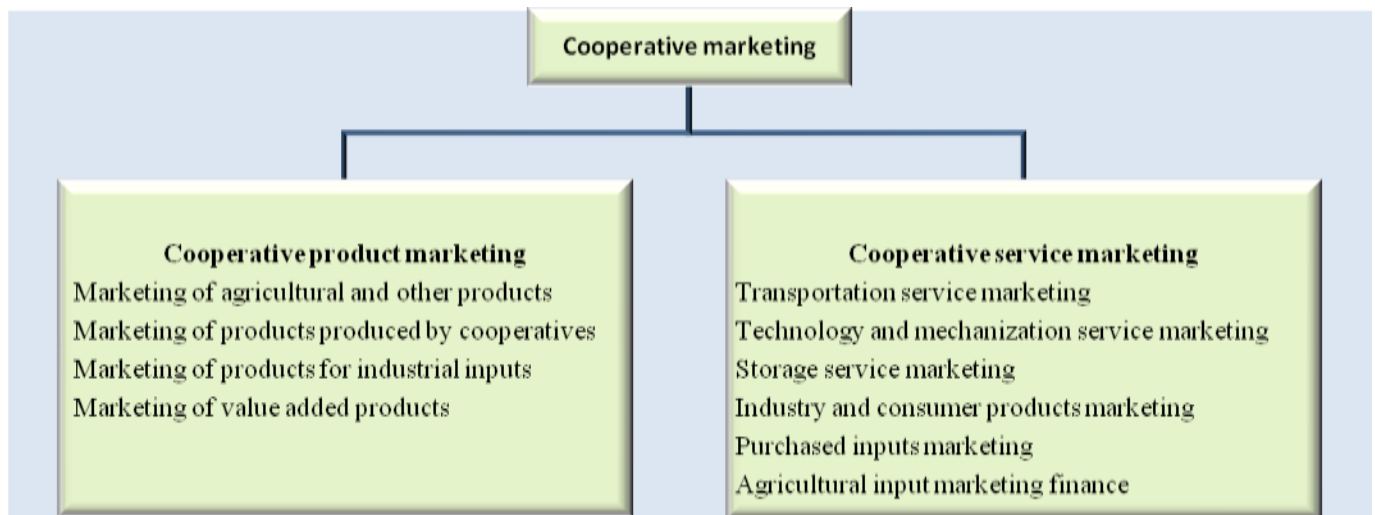 Cooperative marketing
Cooperative product marketing
Marketing of agricultural and other products
Marketing of products produced by cooperatives
Marketing of products for industrial inputs
Marketing of value added products
Cooperative service marketing
Transportation service marketing
Technology and mechanization service marketing
Storage service marketing
Industry and consumer products marketing
Purchased inputs marketing
Agricultural input marketing finance